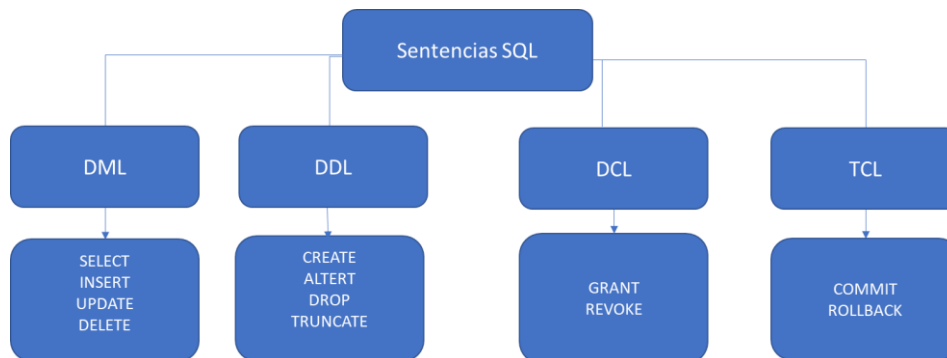 Sentencias SQL
DML
DDL
DCL
TCL
SELECT
INSERT
UPDATE
DELETE
CREATE
ALTERT
DROP
TRUNCATE
GRANT
REVOKE
COMMIT
ROLLBACK